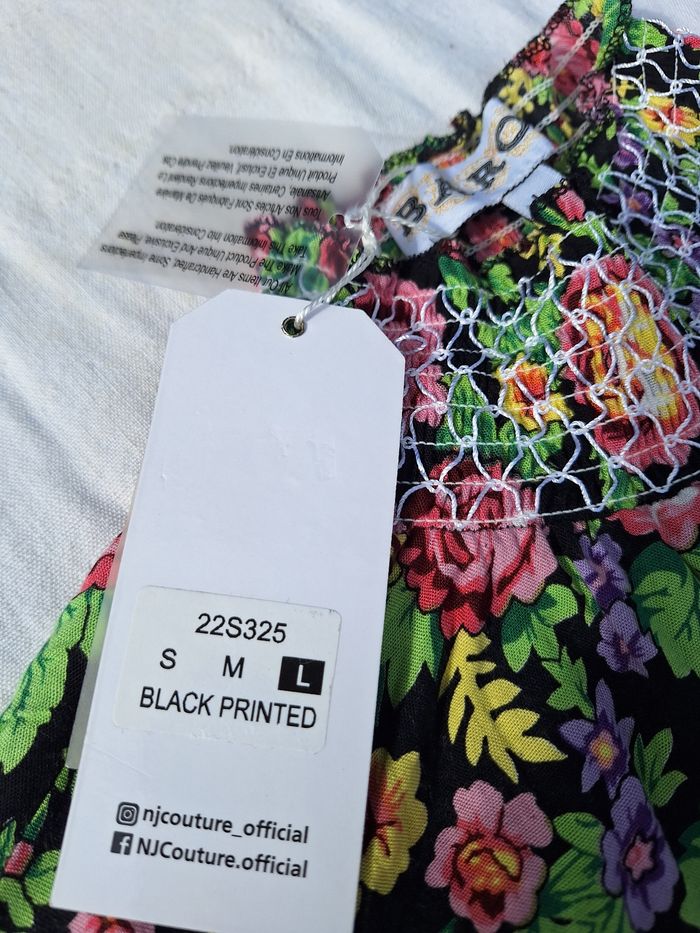 All Our Items Are Handcrafted, Some Imperfections
Make The Product Unique And Exclusive. Please
Take This Information Into Consideration.
Tous Nos Articles Sont Fabriqués De Manière
Artisanale, Certaines Imperfections Rendent Le
Produit Unique Et Exclusif. Veuillez Prendre Ces
Informations En Considération
BARO
22S325
S M L
BLACK PRINTED
njcouture_official
NJCouture.official